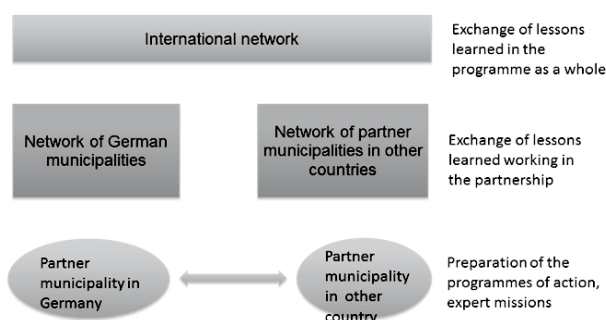 International network
Exchange of lessons
learned in the
programme as a whole
Network of German
municipalities
Network of partner
municipalities in other
countries
Exchange of lessons
learned working in
the partnership
Partner
municipality in
Germany
Partner
municipality
in other
country
Preparation of the
programmes of action,
expert missions